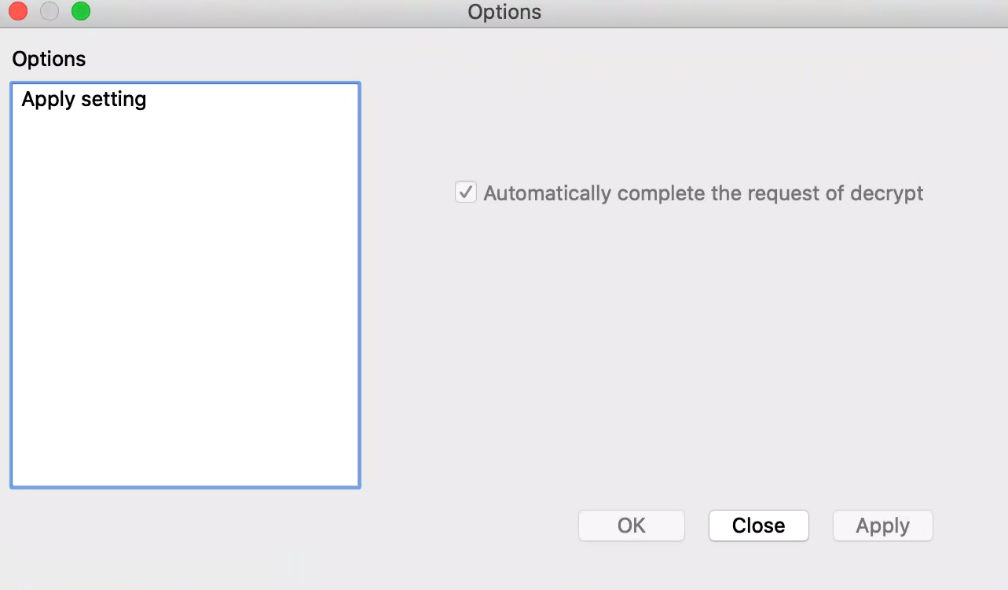 Options
Options
Apply setting
Automatically complete the request of decrypt
OK
Close
Apply